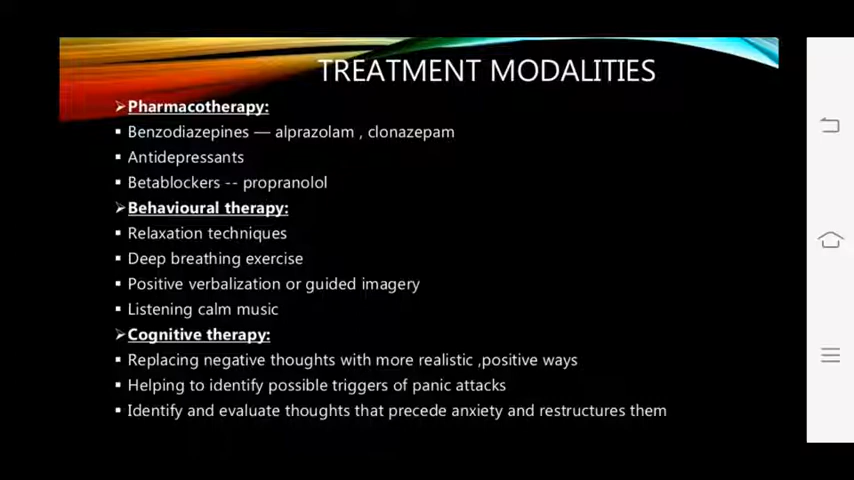 TREATMENT MODALITIES
➢Pharmacotherapy:
▪ Benzodiazepines — alprazolam , clonazepam
▪ Antidepressants
▪ Betablockers -- propranolol
➢Behavioural therapy:
▪ Relaxation techniques
▪ Deep breathing exercise
▪ Positive verbalization or guided imagery
▪ Listening calm music
➢Cognitive therapy:
▪ Replacing negative thoughts with more realistic ,positive ways
▪ Helping to identify possible triggers of panic attacks
▪ Identify and evaluate thoughts that precede anxiety and restructures them